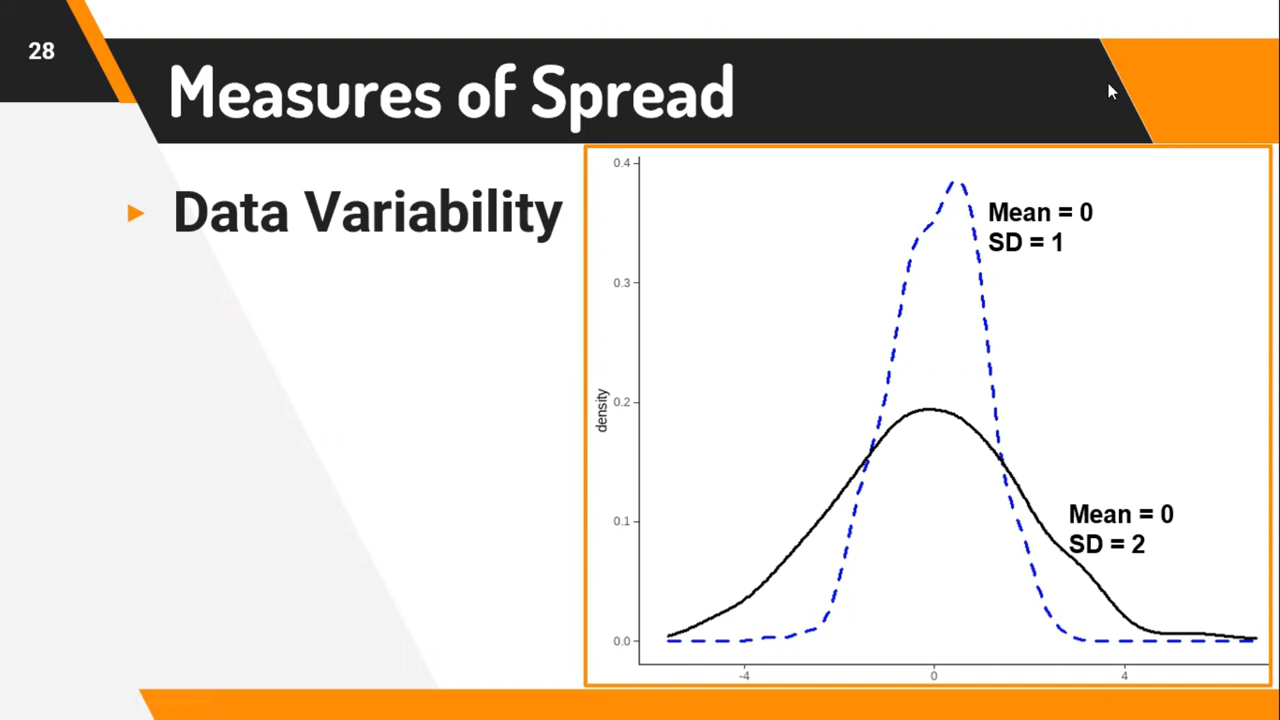 28
Measures of Spread
Data Variability
0.4
0.3
0.2
0.1
0.0
density
-4
0
4
Mean = 0
SD = 1
Mean = 0
SD = 2